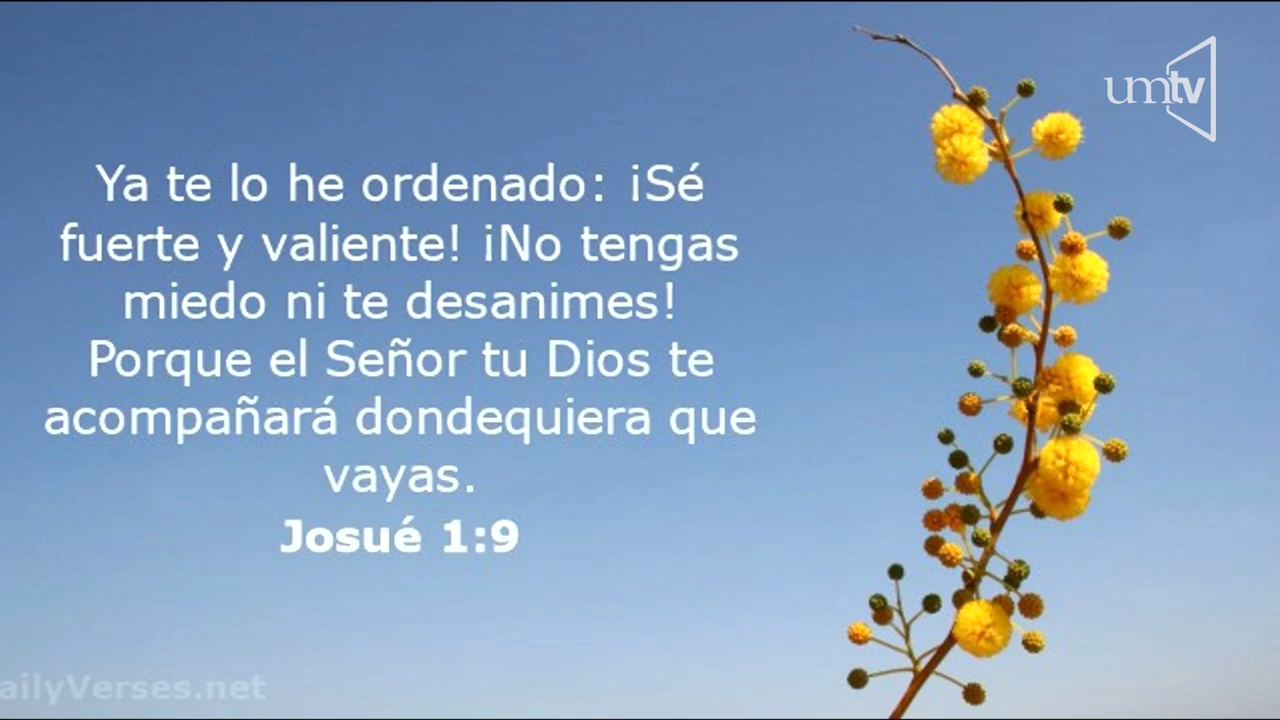 umtv
Ya te lo he ordenado: ¡Sé
fuerte y valiente! ¡No tengas
miedo ni te desanimes!
Porque el Señor tu Dios te
acompañará dondequiera que
vayas.
Josué 1:9
ailyVerses.net